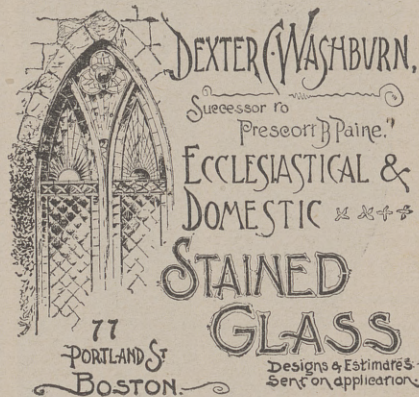 DEXTER C. WASHBURN,
Successor to
Prescott B Paine."
ECCLESIASTICAL &
DOMESTIC
STAINED
GLASS
Designs & Estimates
Sent on application.
77
PORTLAND ST
BOSTON.